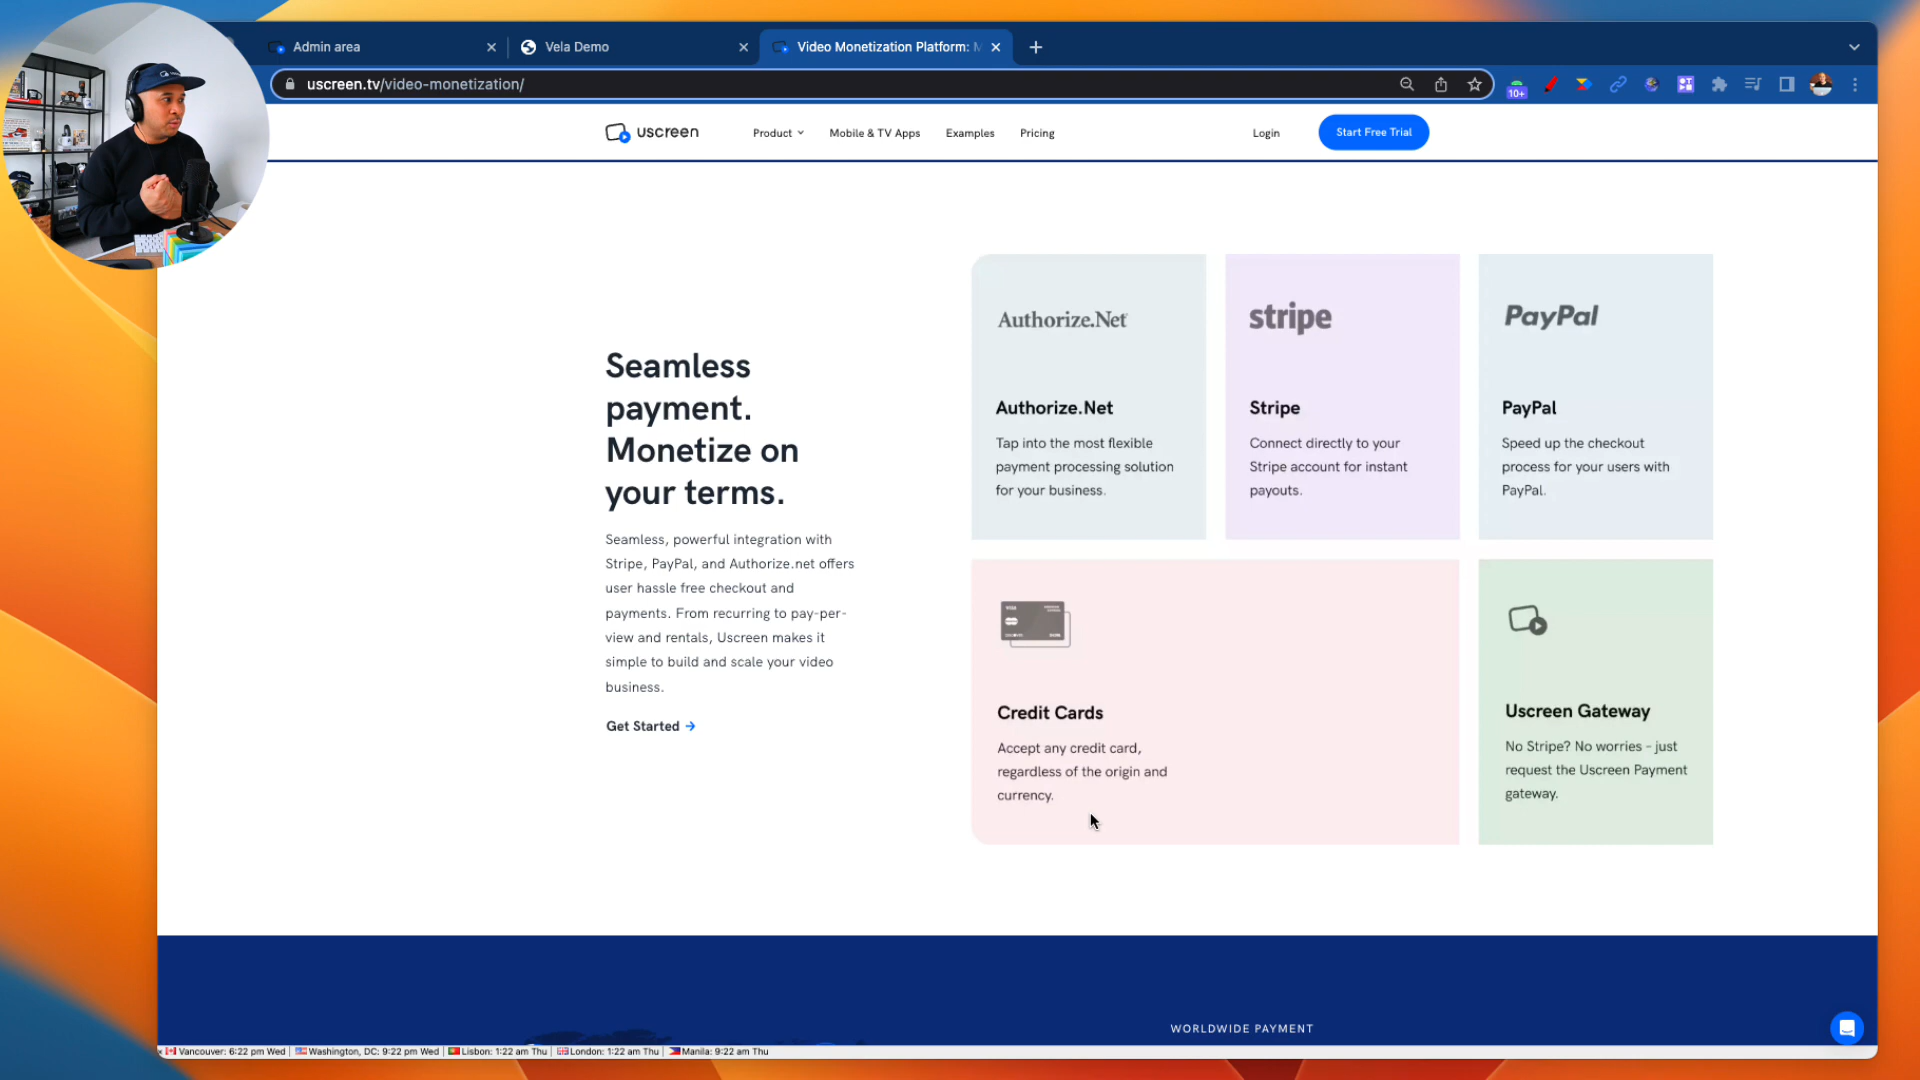 Admin area
Vela Demo
Video Monetization Platform: M
uscreen.tv/video-monetization/
10+
uscreen
Product
Mobile & TV Apps
Examples
Pricing
Login
Start Free Trial
Seamless
payment.
Monetize on
your terms.
Seamless, powerful integration with
Stripe, PayPal, and Authorize.net offers
user hassle free checkout and
payments. From recurring to pay-per-
view and rentals, Uscreen makes it
simple to build and scale your video
business.
Get Started →
Authorize.Net
Authorize.Net
Tap into the most flexible
payment processing solution
for your business.
stripe
Stripe
Connect directly to your
Stripe account for instant
payouts.
PayPal
PayPal
Speed up the checkout
process for your users with
PayPal.
VISA
Credit Cards
Accept any credit card,
regardless of the origin and
currency.
Uscreen Gateway
No Stripe? No worries - just
request the Uscreen Payment
gateway.
WORLDWIDE PAYMENT
Vancouver: 6:22 pm Wed
Washington, DC: 9:22 pm Wed
Lisbon: 1:22 am Thu
London: 1:22 am Thu
Manila: 9:22 am Thu